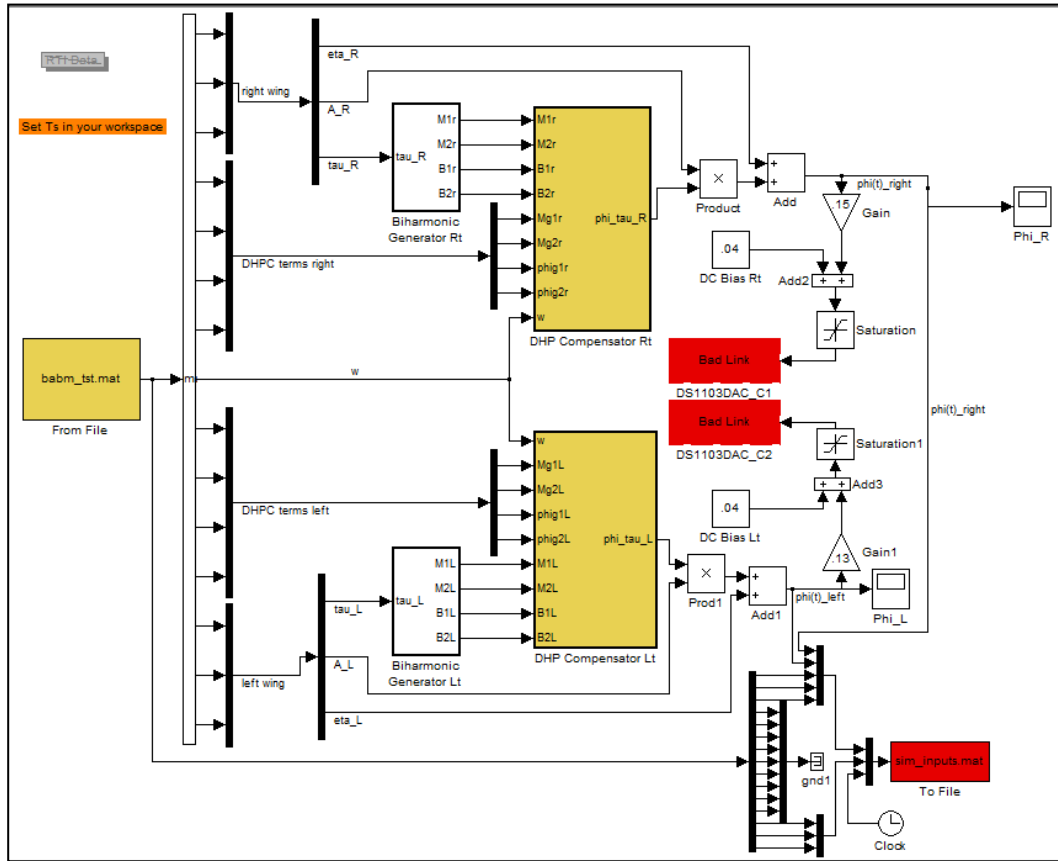 RTI Data
Set Ts in your workspace
babm_tst.mat
From File
m
right wing
DHPC terms right
w
DHPC terms left
left wing
eta_R
A_R
tau_R
tau_R
M1r
M2r
B1r
B2r
Biharmonic
Generator Rt
M1r
M2r
B1r
B2r
Mg1r
Mg2r
phig1r
phig2r
w
phi_tau_R
DHP Compensator Rt
×
Product
+
+
Add
phi(t)_right
.15
Gain
Phi_R
.04
DC Bias Rt
Add2
+ +
Saturation
Bad Link
DS1103DAC_C1
Bad Link
DS1103DAC_C2
phi(t)_right
Saturation1
+ +
Add3
.04
DC Bias Lt
.13
Gain1
w
Mg1L
Mg2L
phig1L
phig2L
M1L
M2L
B1L
B2L
phi_tau_L
DHP Compensator Lt
tau_L
A_L
eta_L
tau_L
M1L
M2L
B1L
B2L
Biharmonic
Generator Lt
×
Prod1
+
+
Add1
phi(t)_left
Phi_L
gnd1
sim_inputs.mat
To File
Clock